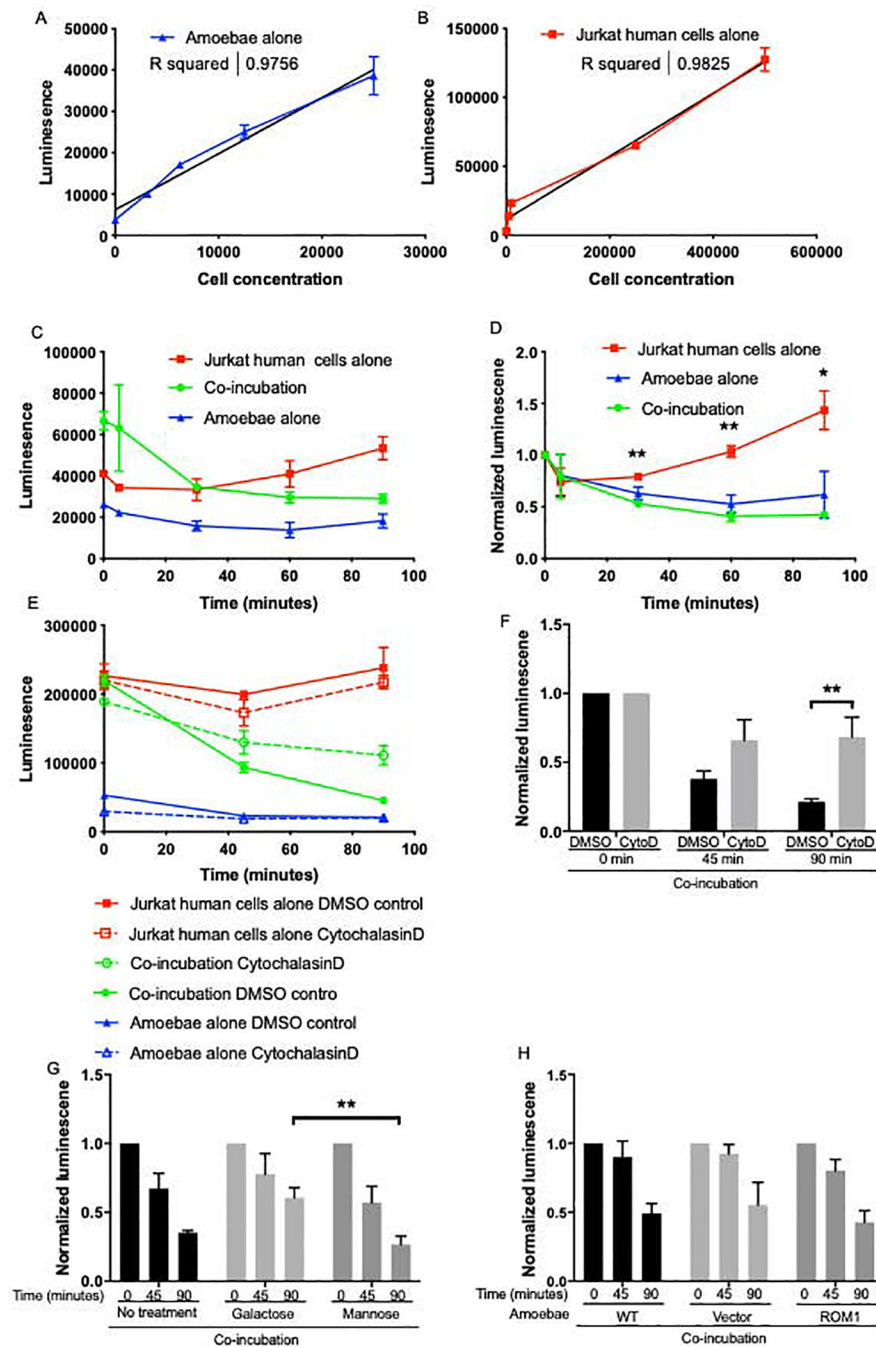 A
Amoebae alone
R squared 0.9756
Luminesence
50000
40000
30000
20000
10000
0
0 10000 20000 30000
Cell concentration
B
Jurkat human cells alone
R squared 0.9825
Luminesence
150000
100000
50000
0
0 200000 400000 600000
Cell concentration
C
Jurkat human cells alone
Co-incubation
Amoebae alone
Luminesence
100000
80000
60000
40000
20000
0
0 20 40 60 80 100
Time (minutes)
D
Jurkat human cells alone
Amoebae alone
Co-incubation
Normalized luminescene
2.0
1.5
1.0
0.5
0.0
** ** *
0 20 40 60 80 100
Time (minutes)
E
Luminesence
300000
200000
100000
0
0 20 40 60 80 100
Time (minutes)
Jurkat human cells alone DMSO control
Jurkat human cells alone CytochalasinD
Co-incubation CytochalasinD
Co-incubation DMSO contro
Amoebae alone DMSO control
Amoebae alone CytochalasinD
F
Normalized luminescene
1.5
1.0
0.5
0.0
**
DMSO CytoD DMSO CytoD DMSO CytoD
0 min 45 min 90 min
Co-incubation
G
Normalized luminescene
1.5
1.0
0.5
0.0
**
Time (minutes) 0 45 90 0 45 90 0 45 90
No treatment Galactose Mannose
Co-incubation
H
Normalized luminescene
1.5
1.0
0.5
0.0
Time (minutes) 0 45 90 0 45 90 0 45 90
Amoebae: WT Vector ROM1
Co-incubation